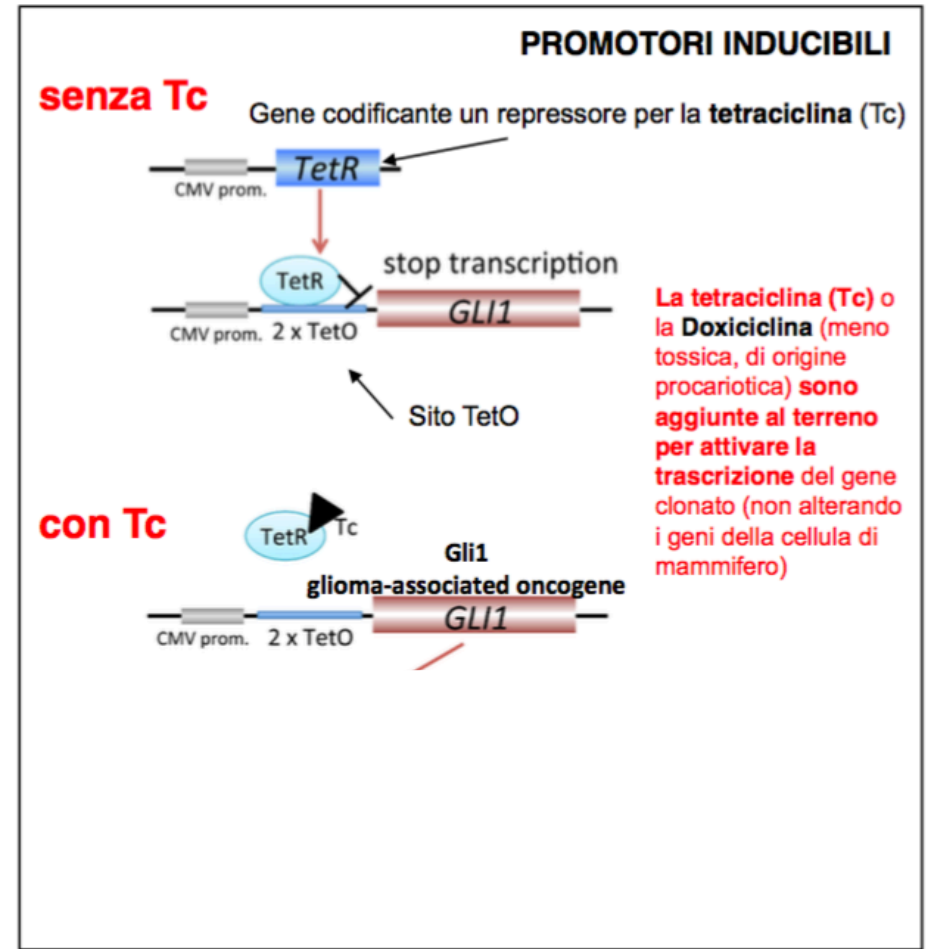 PROMOTORI INDUCIBILI
senza Tc
Gene codificante un repressore per la tetraciclina (Tc)
TetR
CMV prom.
TetR
stop transcription
GLI1
CMV prom.
2 x TetO
Sito TetO
La tetraciclina (Tc) o
la Doxiciclina (meno
tossica, di origine
procariotica) sono
aggiunte al terreno
per attivare la
trascrizione del gene
clonato (non alterando
i geni della cellula di
mammifero)
con Tc
TetR
Tc
Gli1
glioma-associated oncogene
GLI1
CMV prom.
2 x TetO